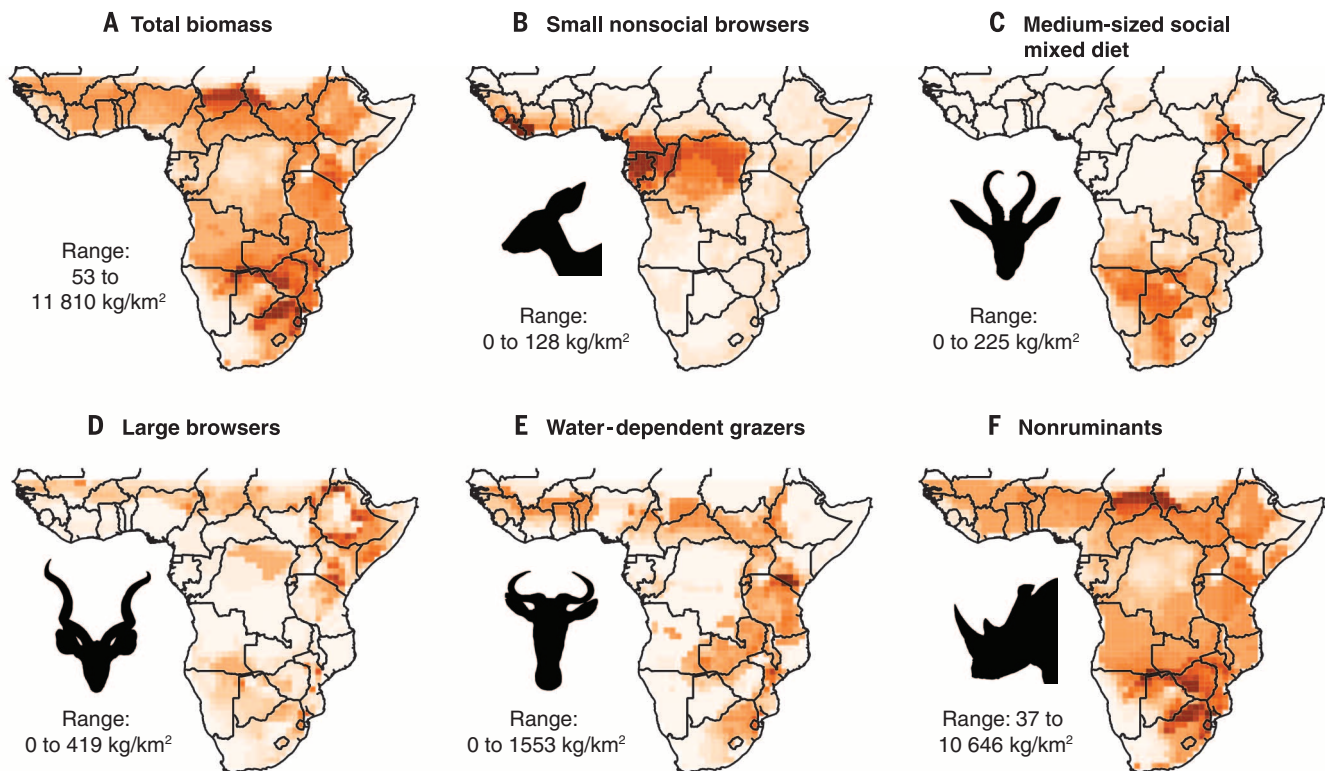 A Total biomass
Range:
53 to
11 810 kg/km²
B Small nonsocial browsers
Range:
0 to 128 kg/km²
C Medium-sized social
mixed diet
Range:
0 to 225 kg/km²
D Large browsers
Range:
0 to 419 kg/km²
E Water-dependent grazers
Range:
0 to 1553 kg/km²
F Nonruminants
Range: 37 to
10 646 kg/km²